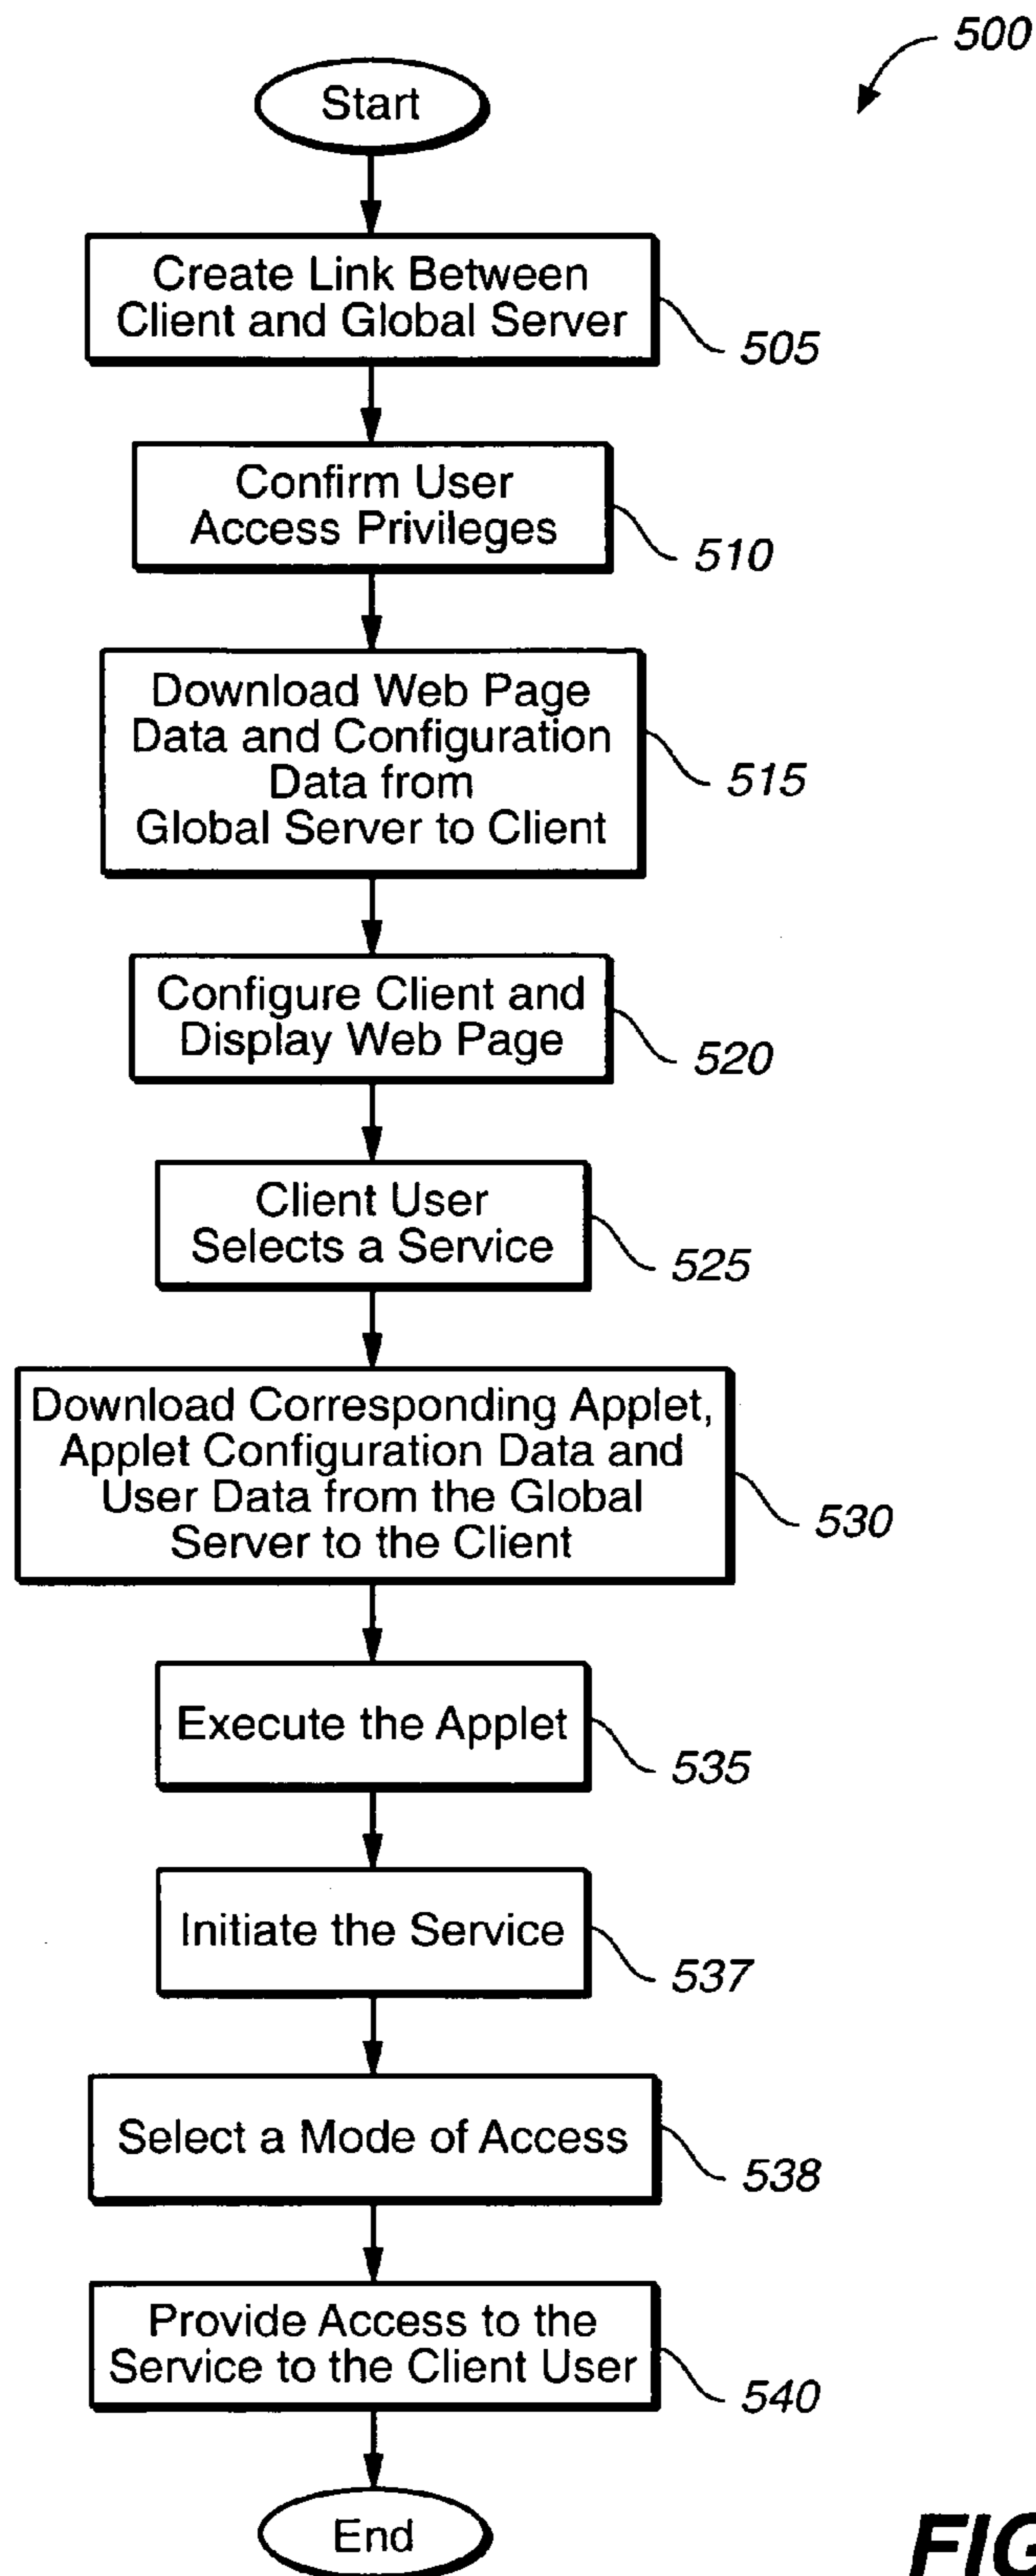 500
Start
Create Link Between
Client and Global Server
505
Confirm User
Access Privileges
510
Download Web Page
Data and Configuration
Data from
Global Server to Client
515
Configure Client and
Display Web Page
520
Client User
Selects a Service
525
Download Corresponding Applet,
Applet Configuration Data and
User Data from the Global
Server to the Client
530
Execute the Applet
535
Initiate the Service
537
Select a Mode of Access
538
Provide Access to the
Service to the Client User
540
End
FIG